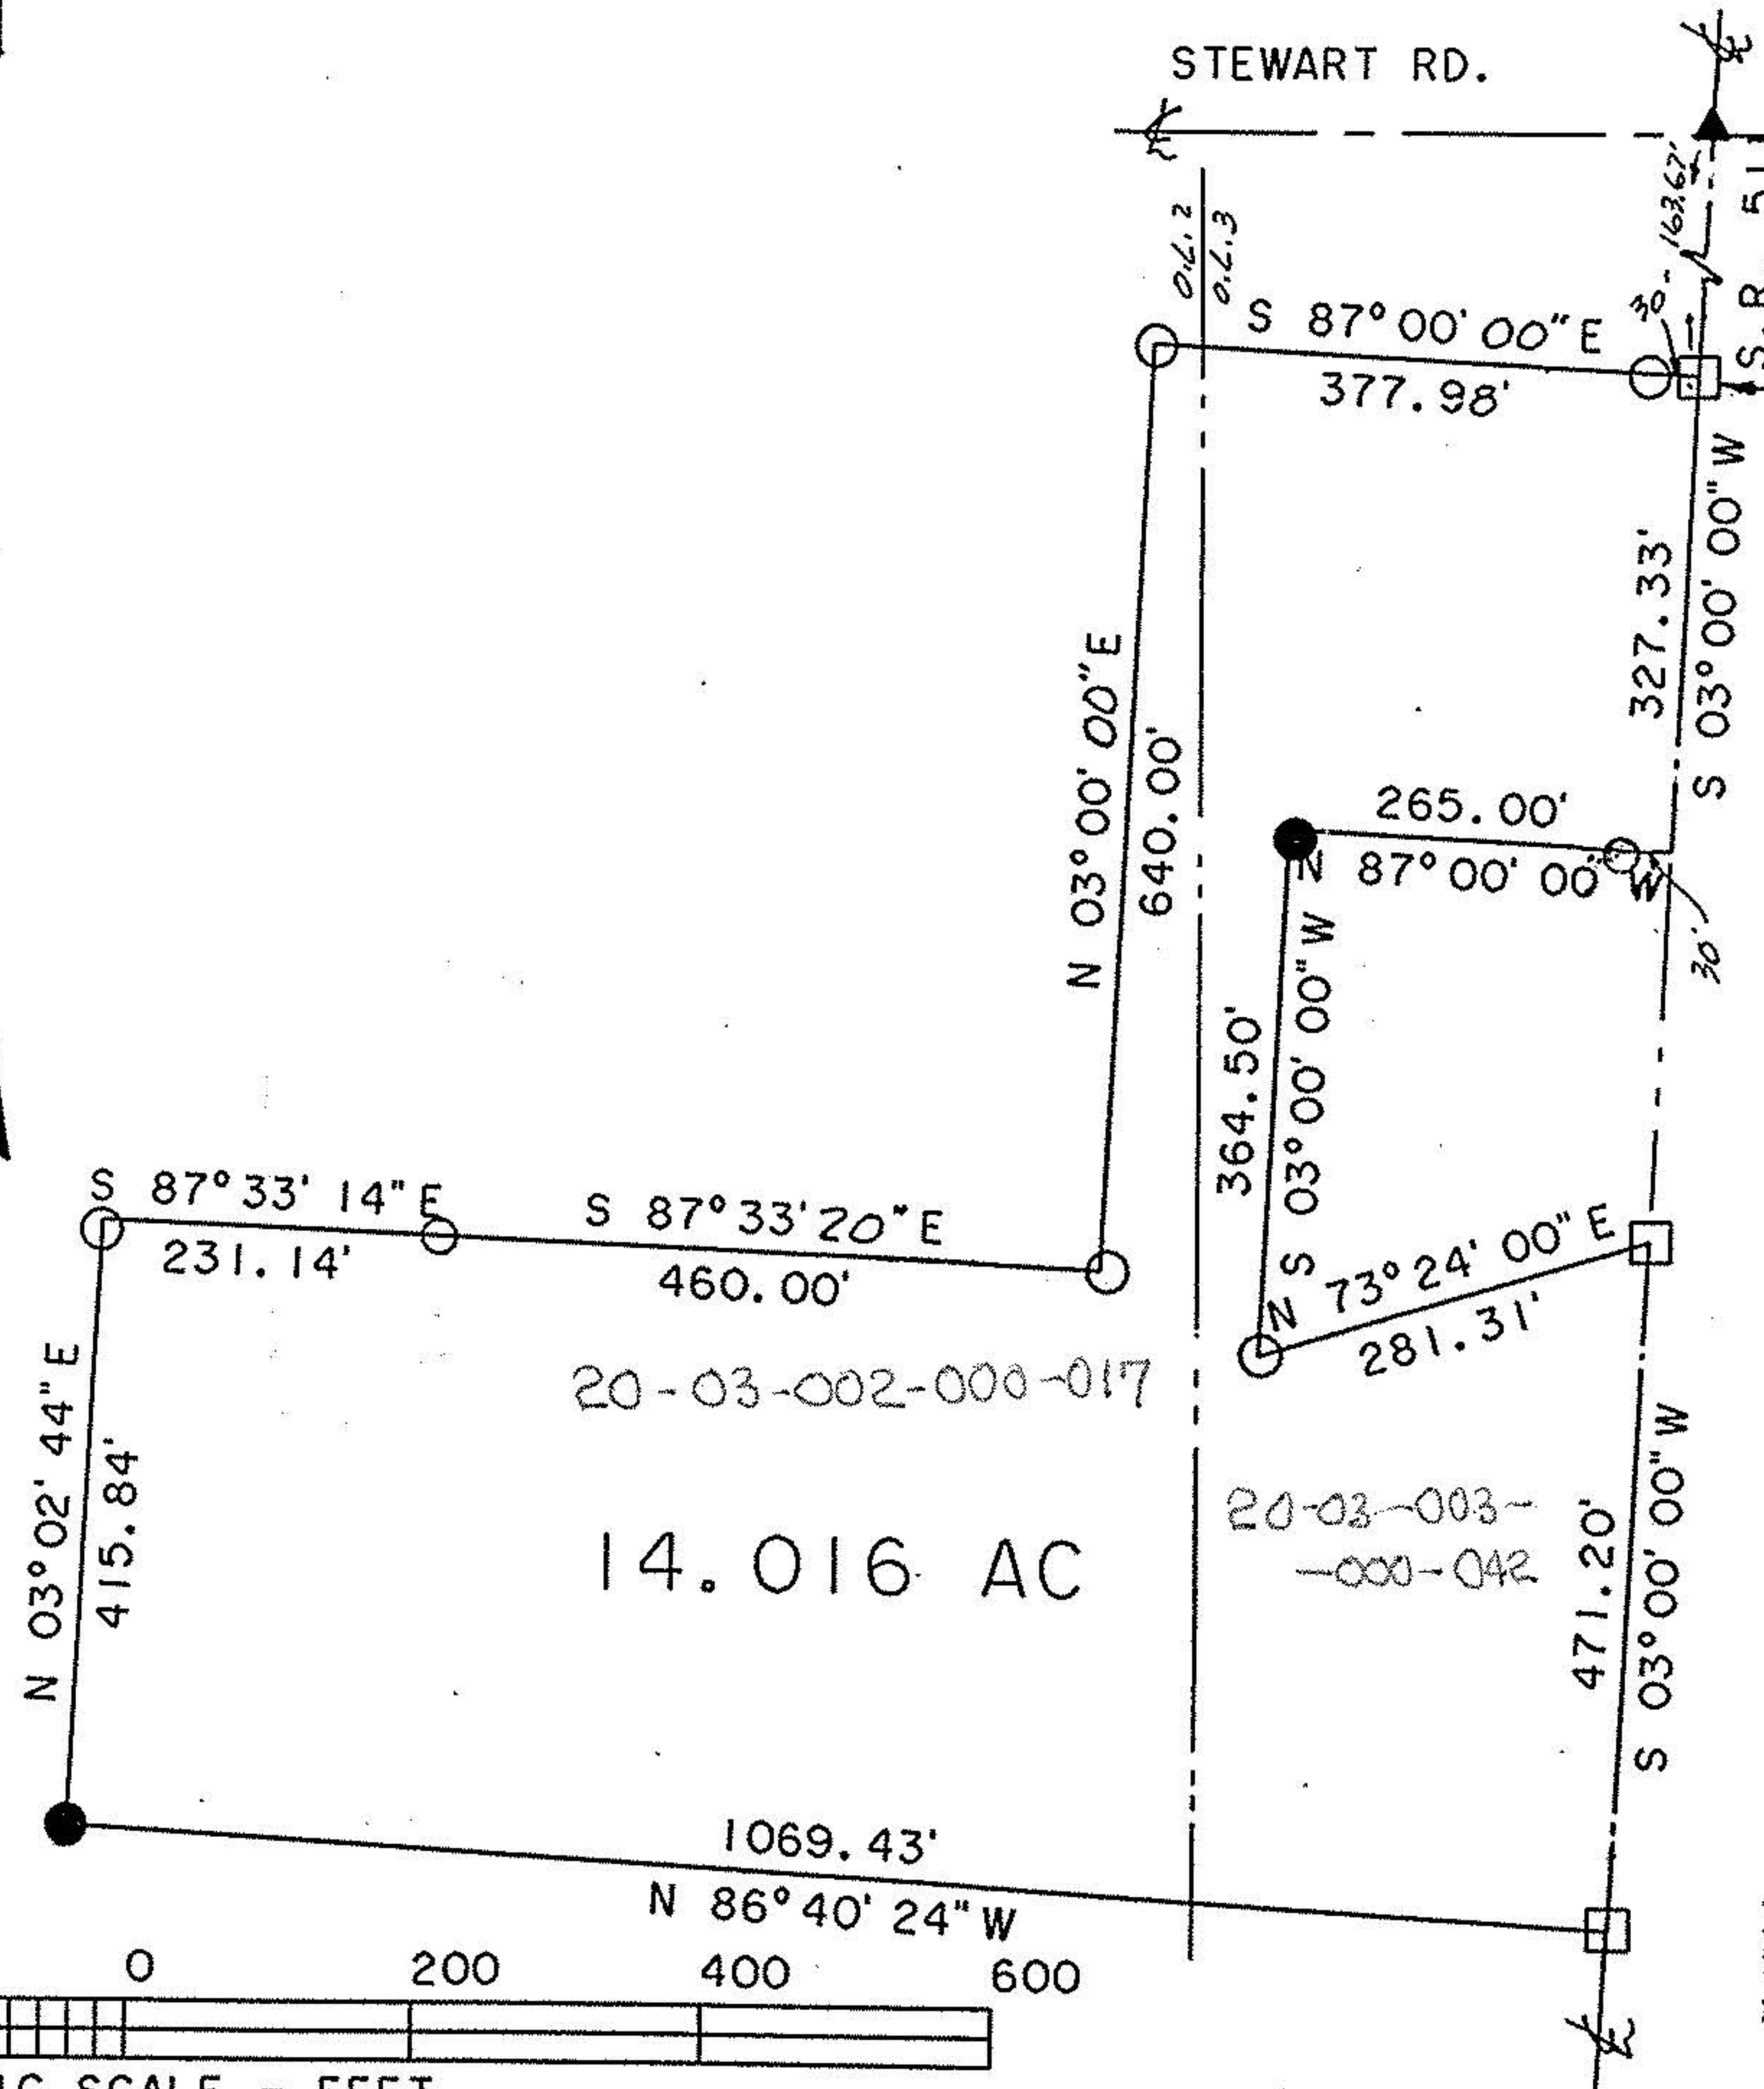 STEWART RD.
163.67'
O.L. 2
O.L. 3
S 87°00' 00" E
377.98'
30-
S 03°00' 00" W
327.33'
N 03°00' 00" E
640.00'
265.00'
N 87°00' 00" W
30'
364.50'
S 03°00' 00" W
S 87°33' 14" E
231.14'
S 87°33' 20" E
460.00'
N 73°24' 00" E
281.31'
20-03-002-000-017
N 03°02' 44" E
415.84'
14.016 AC
20-03-003-
-000-042
471.20'
S 03°00' 00" W
1069.43'
N 86°40' 24" W
0 200 400 600
SCALE - FEET